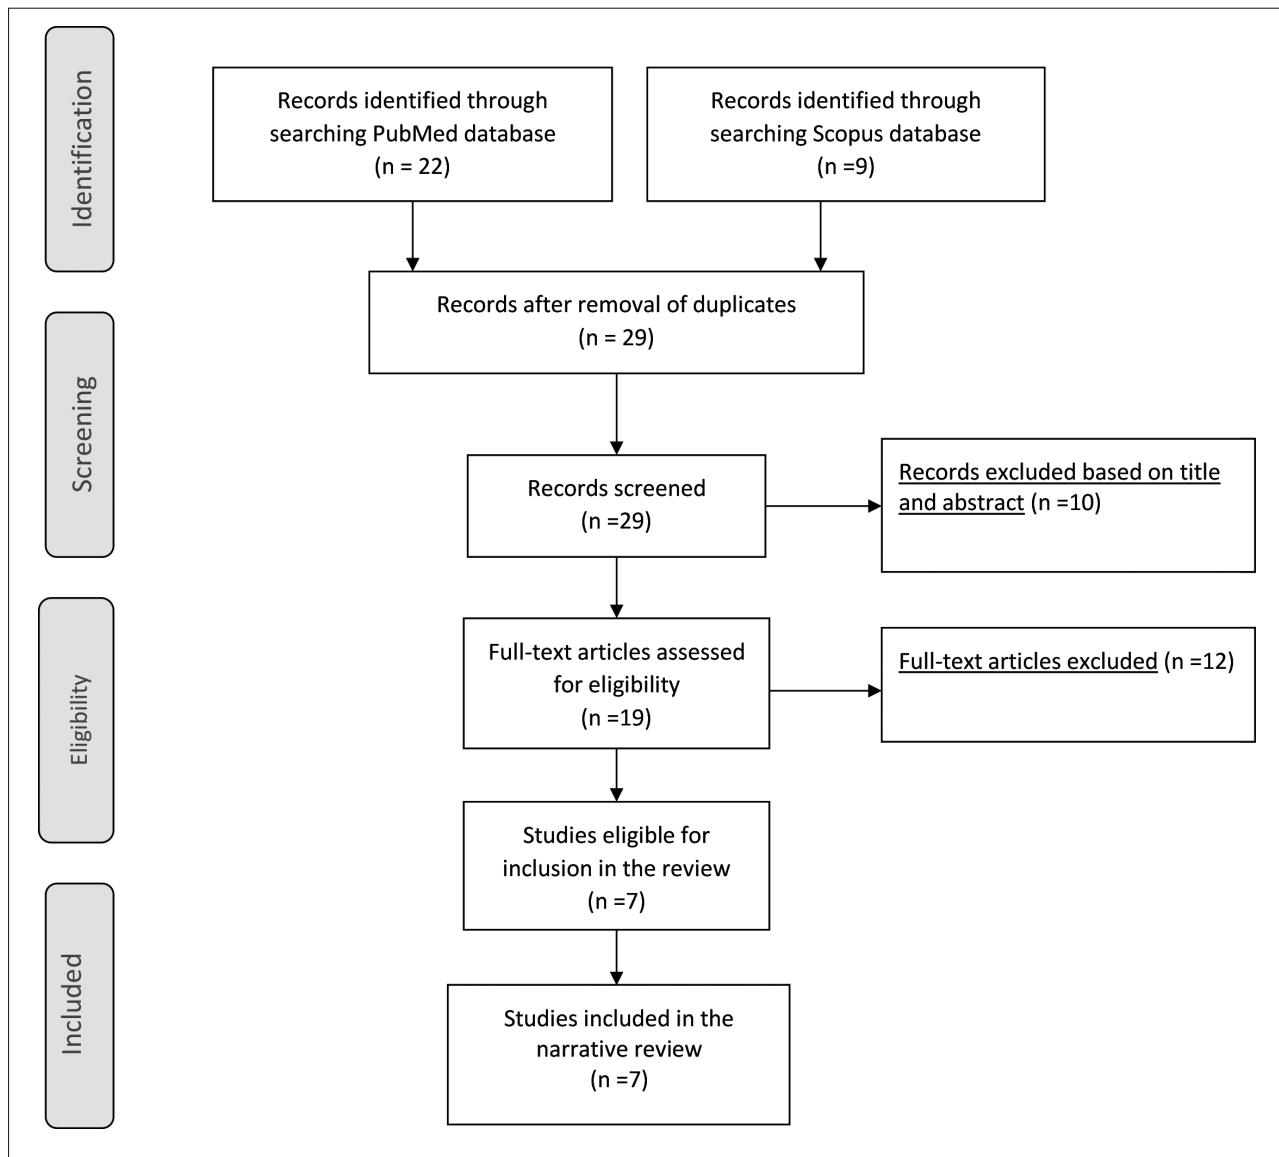 Identification
Records identified through
searching PubMed database
(n = 22)
Records identified through
searching Scopus database
(n =9)
Records after removal of duplicates
(n = 29)
Screening
Records screened
(n =29)
Records excluded based on title
and abstract (n =10)
Eligibility
Full-text articles assessed
for eligibility
(n =19)
Full-text articles excluded (n =12)
Studies eligible for
inclusion in the review
(n =7)
Included
Studies included in the
narrative review
(n =7)